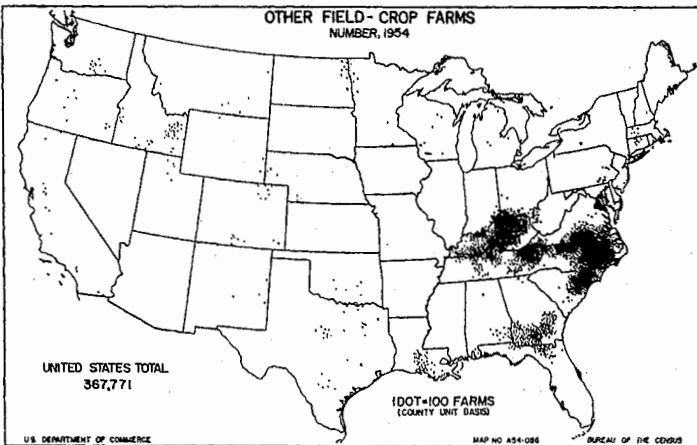 OTHER FIELD-CROP FARMS
NUMBER, 1954
UNITED STATES TOTAL
367,771
1 DOT=100 FARMS
(COUNTY UNIT BASIS)
U.S. DEPARTMENT OF COMMERCE
MAP NO A54-086
BUREAU OF THE CENSUS